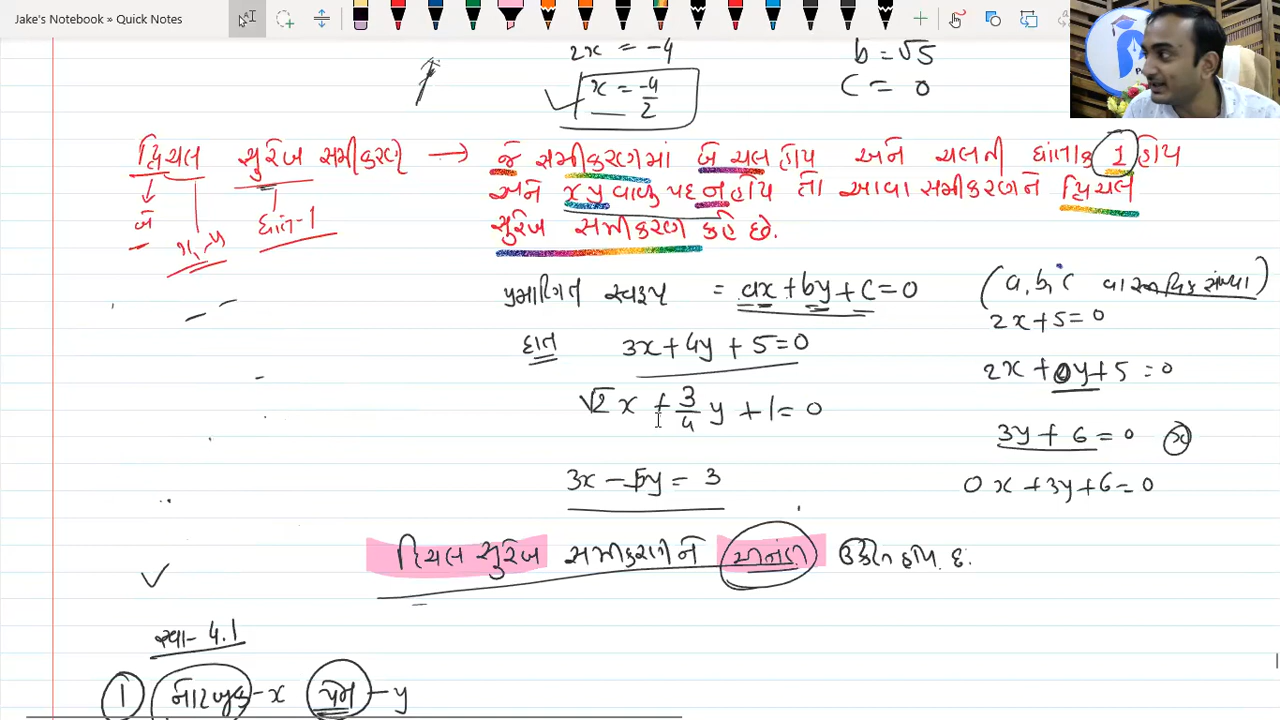 Jake's Notebook » Quick Notes
2x = -4
x = -4/2
b = √5
c = 0
દ્વિચલ સુરેખ સમીકરણ → જે સમીકરણમાં બે ચલ હોય અને ચલની ઘાતાંક 1 હોય
અને xy વાળુ પદ ન હોય તો આવા સમીકરણને દ્વિચલ
સુરેખ સમીકરણ કહે છે.
બે
x, y
ઘાત-1
પ્રમાણિત સ્વરૂપ = ax + by + c = 0
(a, b, c વાસ્તવિક સંખ્યા)
2x + 5 = 0
3x + 4y + 5 = 0
2x + 0y + 5 = 0
√2 x + 3/4 y + 1 = 0
3y + 6 = 0 x
3x - 5y = 3
0x + 3y + 6 = 0
દ્વિચલ સુરેખ સમીકરણને અનંત ઉકેલ હોય છે.
સ્વા- 4.1
1 નોટબુક - x પેન - y